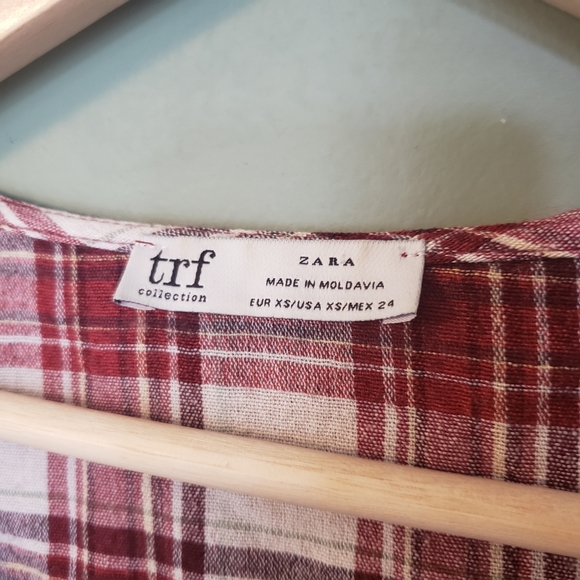 trf
collection
ZARA
MADE IN MOLDAVIA
EUR XS/USA XS/MEX 24